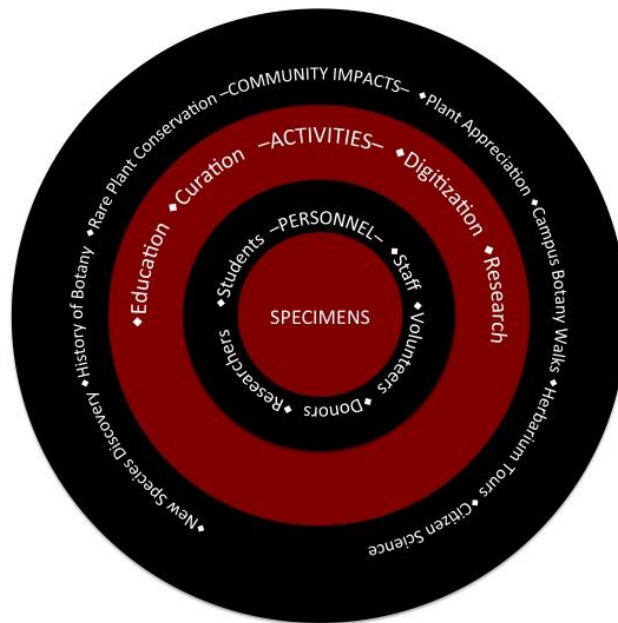 –COMMUNITY IMPACTS– ◆Plant Appreciation ◆Campus Botany Walks ◆Herbarium Tours ◆Citizen Science
◆New Species Discovery ◆History of Botany ◆Rare Plant Conservation
–ACTIVITIES– ◆Digitization ◆Research
◆Education ◆Curation
–PERSONNEL– ◆Staff ◆Volunteers ◆Donors ◆Researchers ◆Students
SPECIMENS